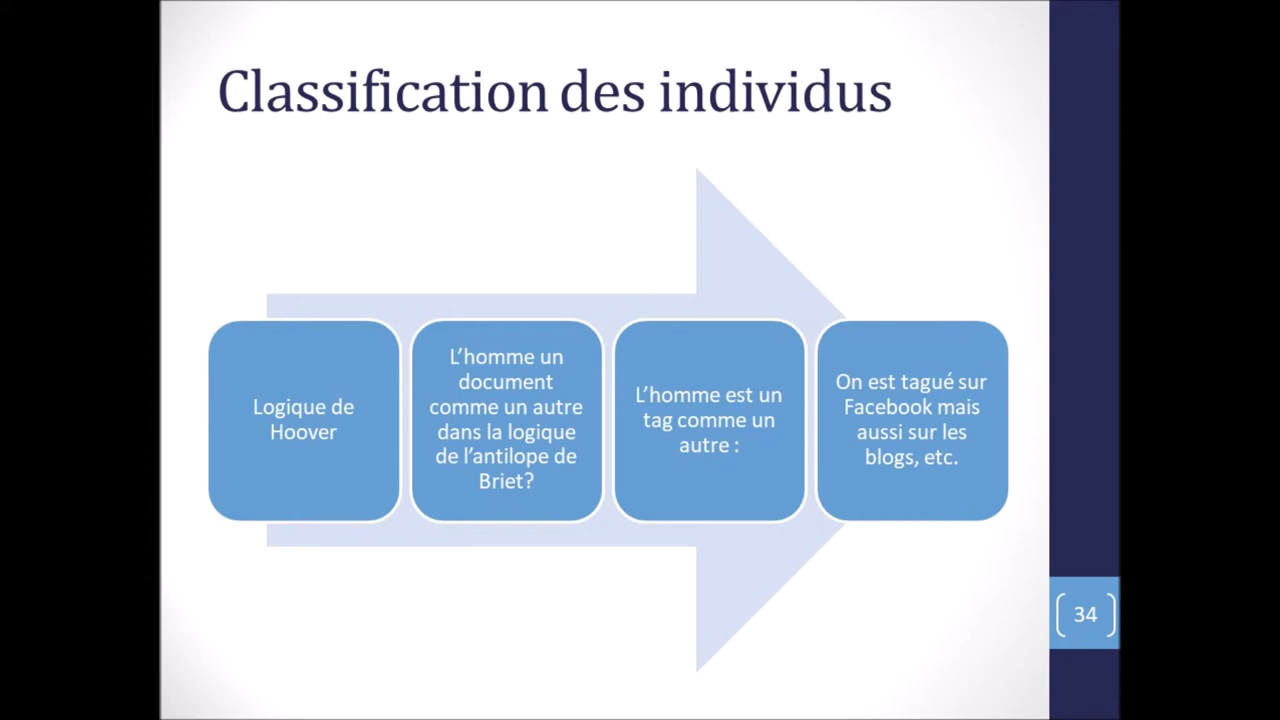 Classification des individus
Logique de
Hoover
L’homme un
document
comme un autre
dans la logique
de l’antilope de
Briet?
L’homme est un
tag comme un
autre :
On est tagué sur
Facebook mais
aussi sur les
blogs, etc.
34